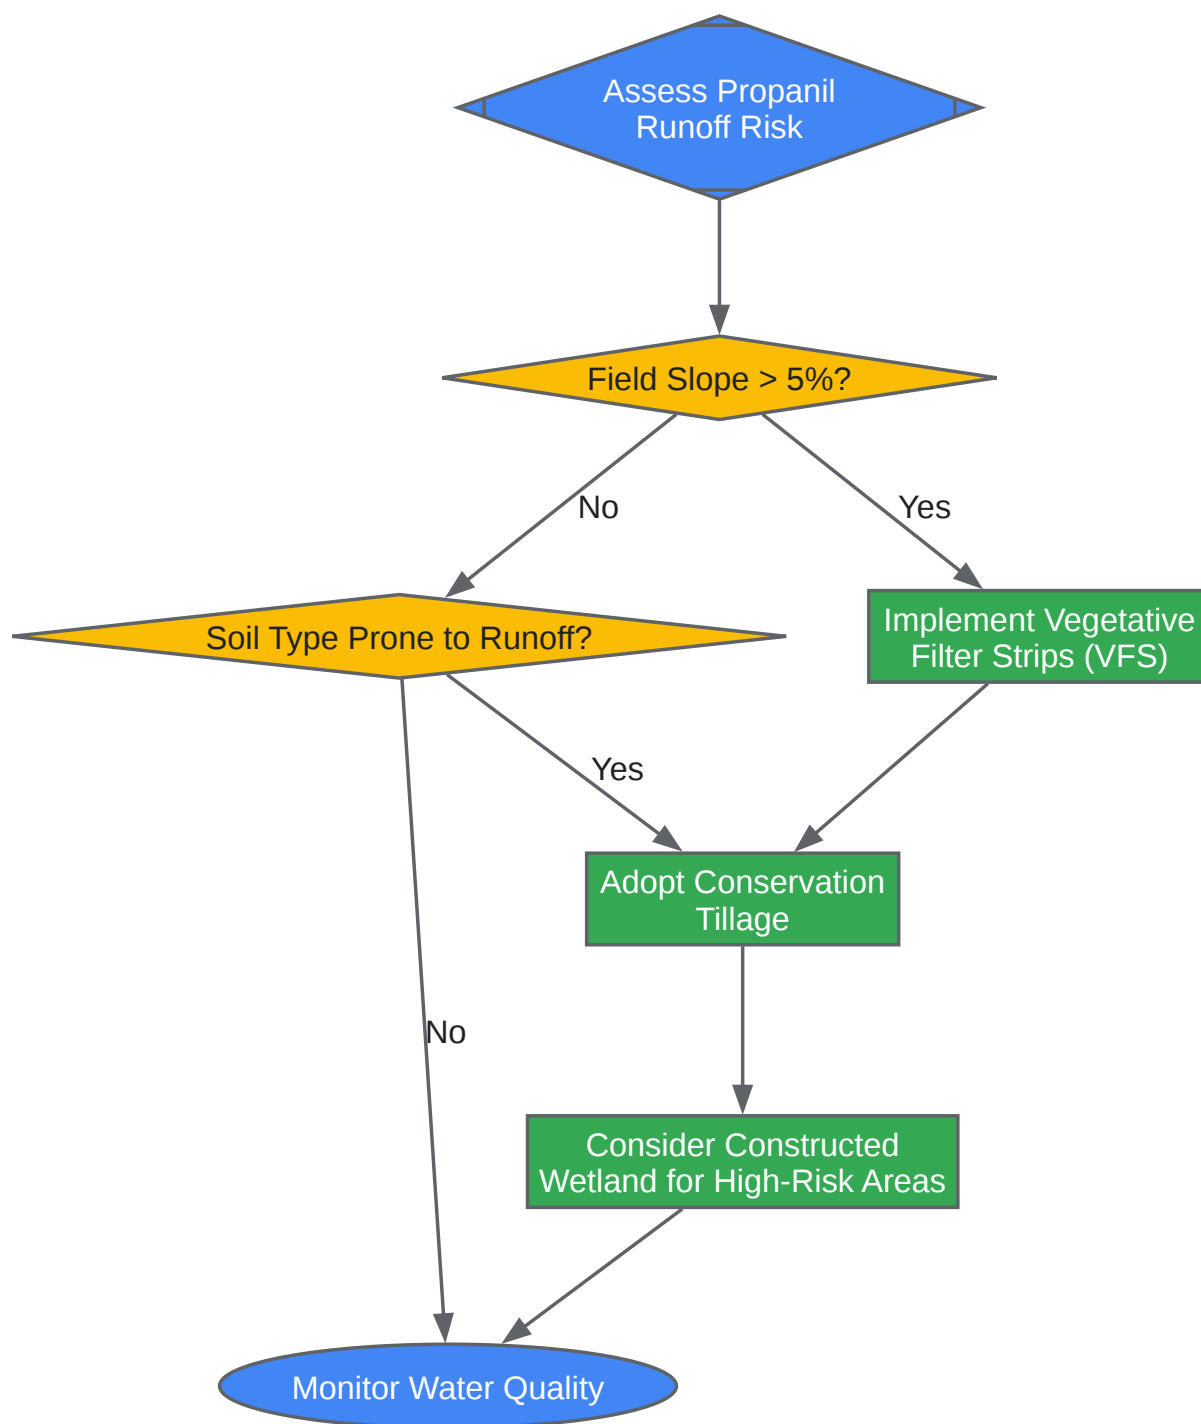 Assess Propanil
Runoff Risk
Field Slope > 5%?
No
Yes
Soil Type Prone to Runoff?
Implement Vegetative
Filter Strips (VFS)
Yes
Adopt Conservation
Tillage
No
Consider Constructed
Wetland for High-Risk Areas
Monitor Water Quality